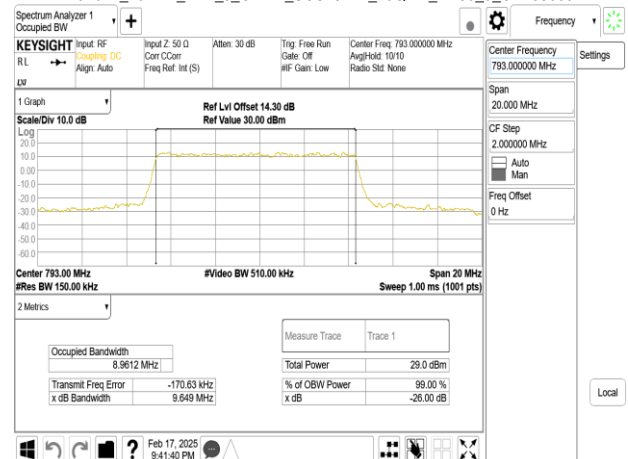 Spectrum Analyzer 1
Occupied BW
Frequency
KEYSIGHT
Input: RF
Coupling: DC
Align: Auto
Input Z: 50 Ω
Corr CCorr
Freq Ref: Int (S)
Atten: 30 dB
Trig: Free Run
Gate: Off
#IF Gain: Low
Center Freq: 793.000000 MHz
Avg|Hold: 10/10
Radio Std: None
RL
LXI
Center Frequency
793.000000 MHz
Settings
Span
20.000 MHz
CF Step
2.000000 MHz
Auto
Man
Freq Offset
0 Hz
1 Graph
Scale/Div 10.0 dB
Ref Lvl Offset 14.30 dB
Ref Value 30.00 dBm
Log
20.0
10.0
0.00
-10.0
-20.0
-30.0
-40.0
-50.0
-60.0
Center 793.00 MHz
#Video BW 510.00 kHz
Span 20 MHz
#Res BW 150.00 kHz
Sweep 1.00 ms (1001 pts)
2 Metrics
Measure Trace
Trace 1
Occupied Bandwidth
8.9612 MHz
Total Power
29.0 dBm
Transmit Freq Error
-170.63 kHz
% of OBW Power
99.00 %
x dB Bandwidth
9.649 MHz
x dB
-26.00 dB
Local
Feb 17, 2025
9:41:40 PM